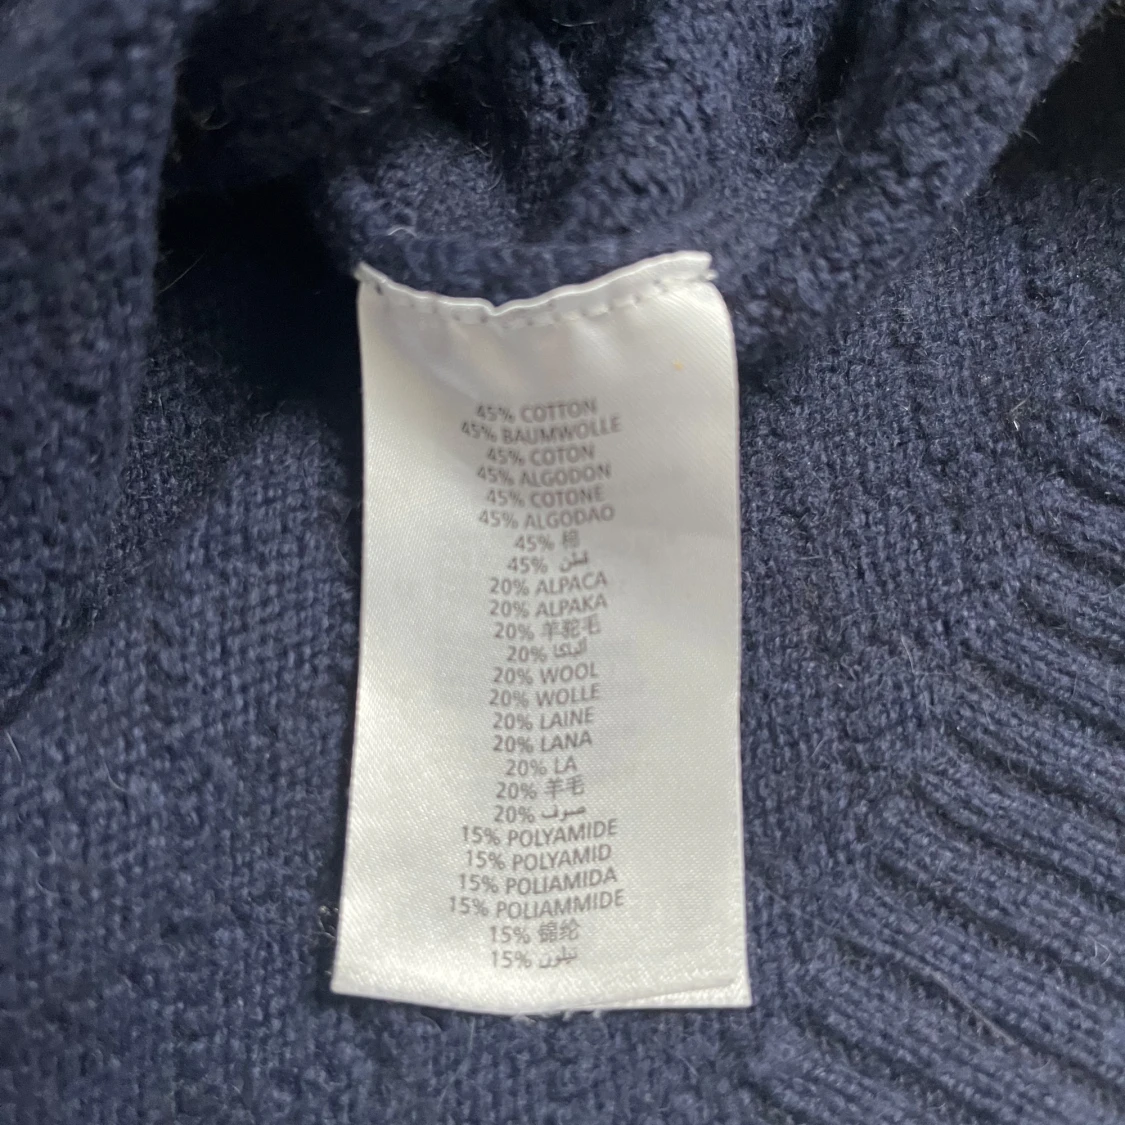 45% COTTON
45% BAUMWOLLE
45% COTON
45% ALGODON
45% COTONE
45% ALGODAO
45% 棉
45% قطن
20% ALPACA
20% ALPAKA
20% 羊驼毛
20% ألباكا
20% WOOL
20% WOLLE
20% LAINE
20% LANA
20% LA
20% 羊毛
20% صوف
15% POLYAMIDE
15% POLYAMID
15% POLIAMIDA
15% POLIAMMIDE
15% 锦纶
15% نيلون